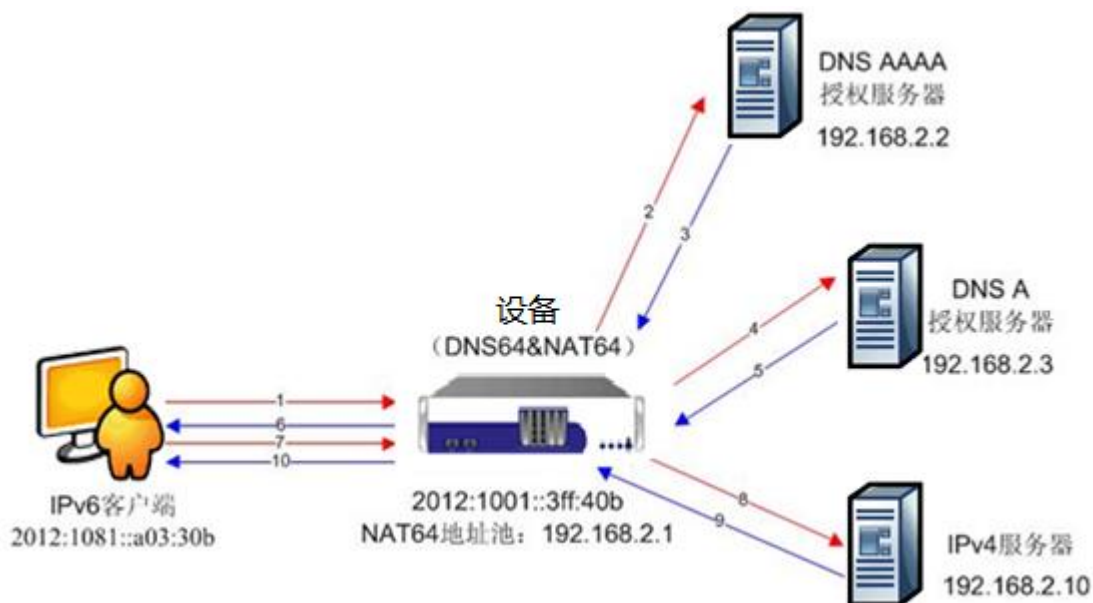 DNS AAAA
授权服务器
192.168.2.2
2
3
设备
（DNS64&NAT64）
DNS A
授权服务器
192.168.2.3
4
5
1
6
7
10
IPv6客户端
2012:1081::a03:30b
2012:1001::3ff:40b
NAT64地址池：192.168.2.1
8
9
IPv4服务器
192.168.2.10